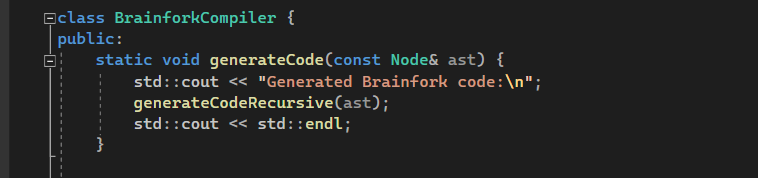 class BrainforkCompiler {
public:
    static void generateCode(const Node& ast) {
        std::cout << "Generated Brainfork code:\n";
        generateCodeRecursive(ast);
        std::cout << std::endl;
    }